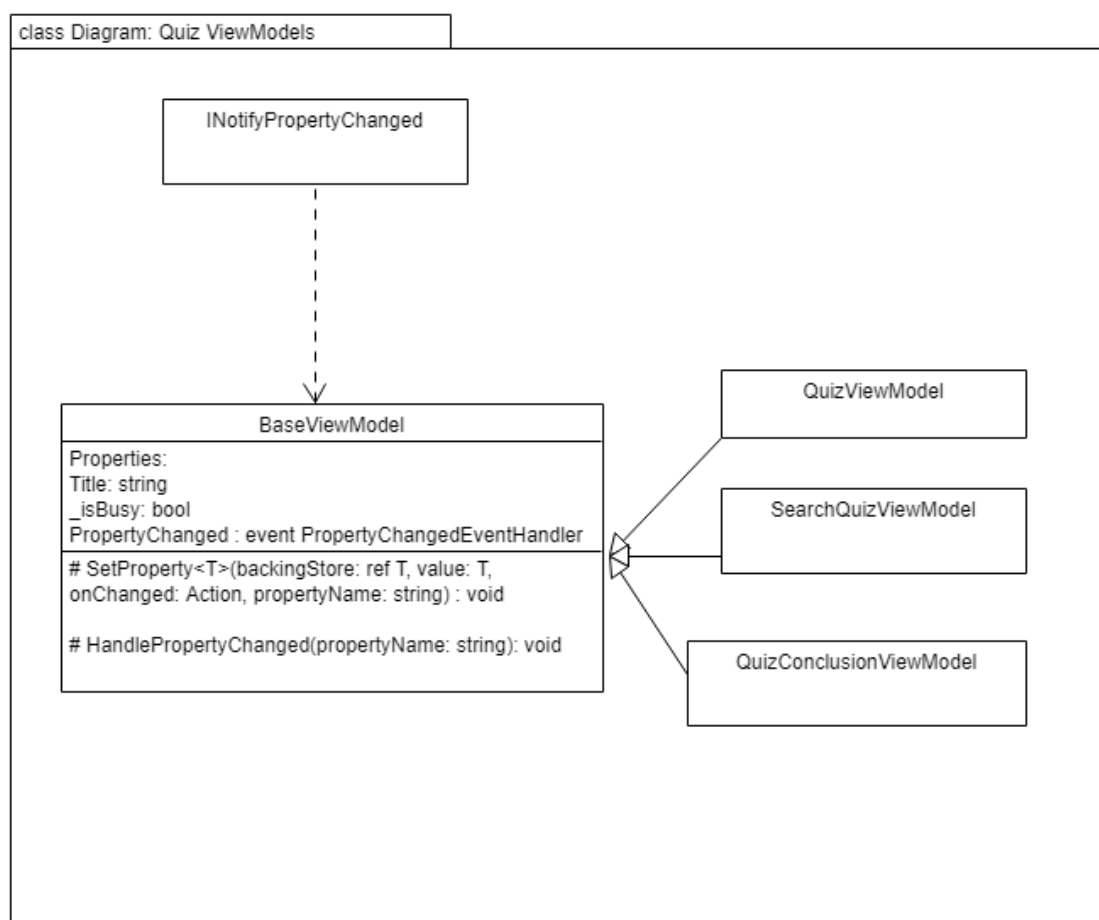 class Diagram: Quiz ViewModels
INotifyPropertyChanged
BaseViewModel
Properties:
Title: string
_isBusy: bool
PropertyChanged : event PropertyChangedEventHandler
# SetProperty<T>(backingStore: ref T, value: T,
onChanged: Action, propertyName: string) : void
# HandlePropertyChanged(propertyName: string): void
QuizViewModel
SearchQuizViewModel
QuizConclusionViewModel